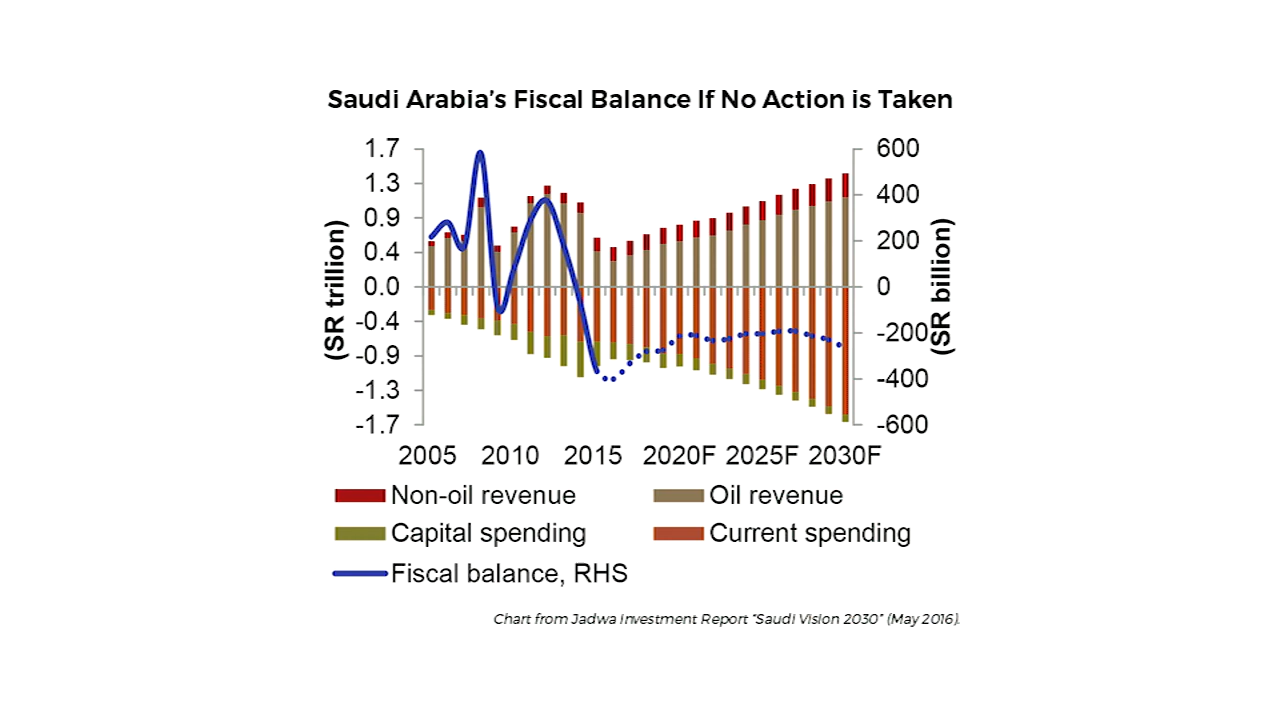 Saudi Arabia's Fiscal Balance If No Action is Taken
1.7
1.3
0.9
0.4
0.0
-0.4
-0.9
-1.3
-1.7
(SR trillion)
600
400
200
0
-200
-400
-600
(SR billion)
2005 2010 2015 2020F 2025F 2030F
Non-oil revenue Oil revenue
Capital spending Current spending
Fiscal balance, RHS
Chart from Jadwa Investment Report "Saudi Vision 2030" (May 2016).